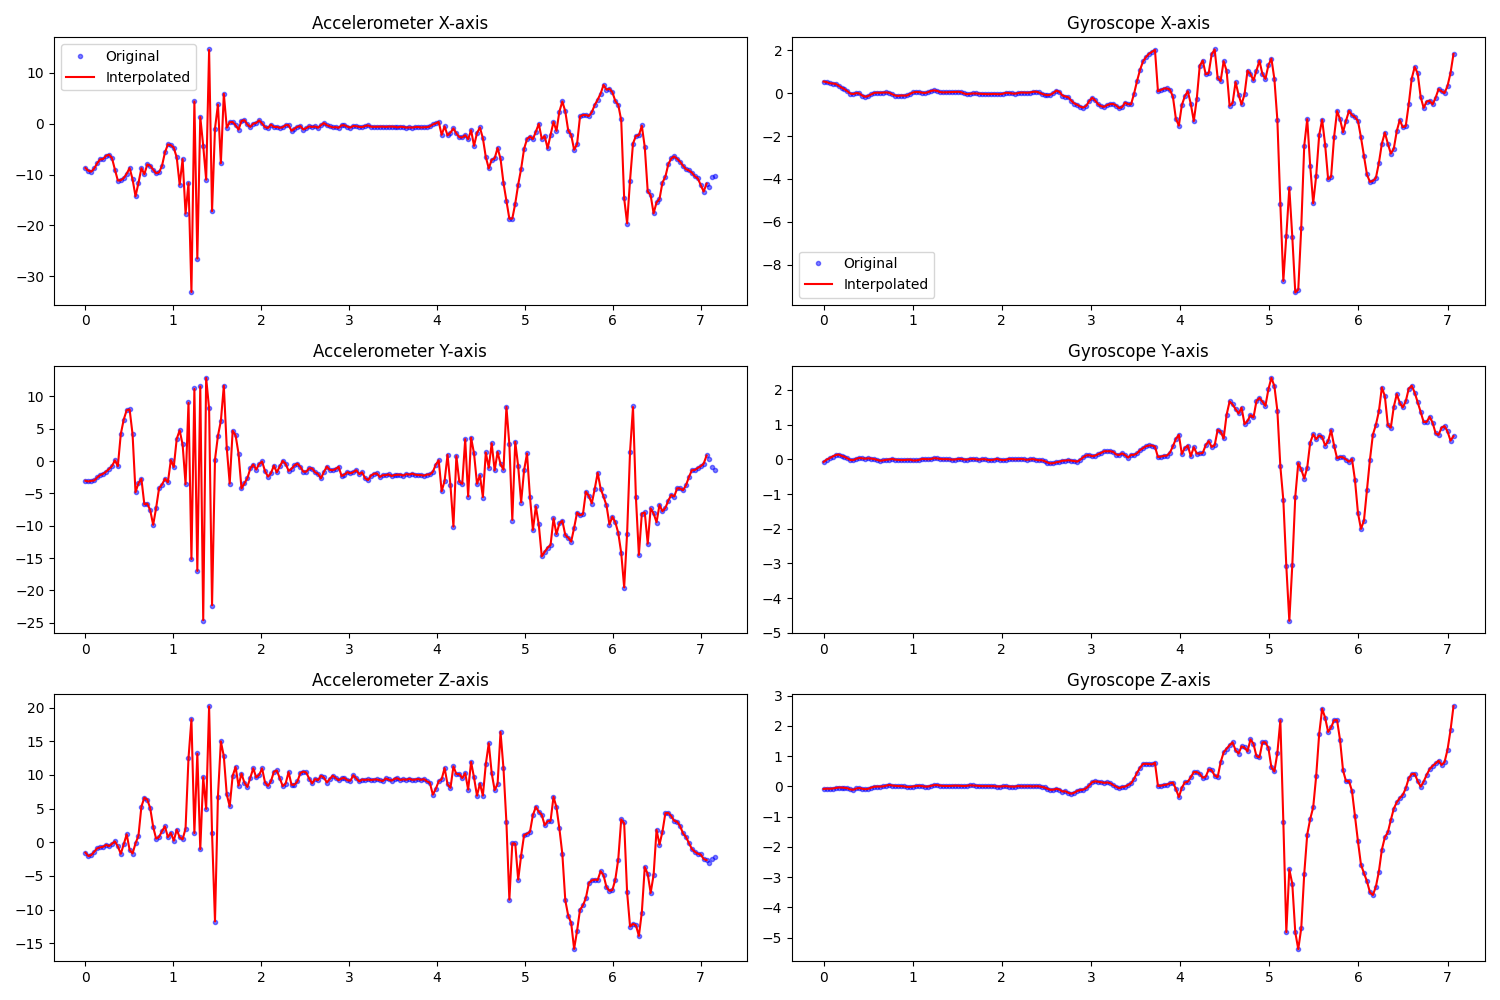 Accelerometer X-axis
Original
Interpolated
10
0
−10
−20
−30
0 1 2 3 4 5 6 7
Gyroscope X-axis
2
0
−2
−4
−6
−8
Original
Interpolated
0 1 2 3 4 5 6 7
Accelerometer Y-axis
10
5
0
−5
−10
−15
−20
−25
0 1 2 3 4 5 6 7
Gyroscope Y-axis
2
1
0
−1
−2
−3
−4
−5
0 1 2 3 4 5 6 7
Accelerometer Z-axis
20
15
10
5
0
−5
−10
−15
0 1 2 3 4 5 6 7
Gyroscope Z-axis
3
2
1
0
−1
−2
−3
−4
−5
0 1 2 3 4 5 6 7